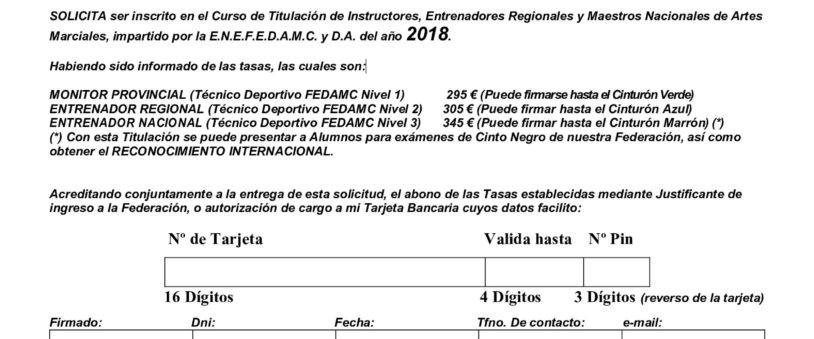 SOLICITA ser inscrito en el Curso de Titulación de Instructores, Entrenadores Regionales y Maestros Nacionales de Artes
Marciales, impartido por la E.N.E.F.E.D.A.M.C. y D.A. del año 2018.
Habiendo sido informado de las tasas, las cuales son:
MONITOR PROVINCIAL (Técnico Deportivo FEDAMC Nivel 1) 295 € (Puede firmarse hasta el Cinturón Verde)
ENTRENADOR REGIONAL (Técnico Deportivo FEDAMC Nivel 2) 305 € (Puede firmar hasta el Cinturón Azul)
ENTRENADOR NACIONAL (Técnico Deportivo FEDAMC Nivel 3) 345 € (Puede firmar hasta el Cinturón Marrón) (*)
(*) Con esta Titulación se puede presentar a Alumnos para exámenes de Cinto Negro de nuestra Federación, así como
obtener el RECONOCIMIENTO INTERNACIONAL.
Acreditando conjuntamente a la entrega de esta solicitud, el abono de las Tasas establecidas mediante Justificante de
ingreso a la Federación, o autorización de cargo a mi Tarjeta Bancaria cuyos datos facilito:
Nº de Tarjeta Valida hasta Nº Pin
16 Dígitos 4 Dígitos 3 Dígitos (reverso de la tarjeta)
Firmado: Dni: Fecha: Tfno. De contacto: e-mail: